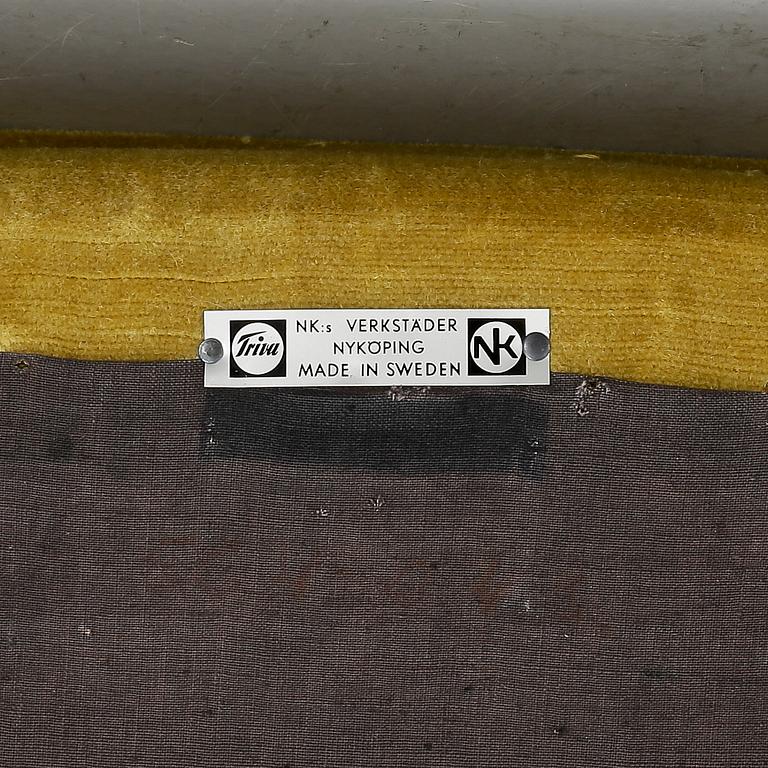 Triva
NK:s VERKSTÄDER
NYKÖPING
MADE IN SWEDEN
NK